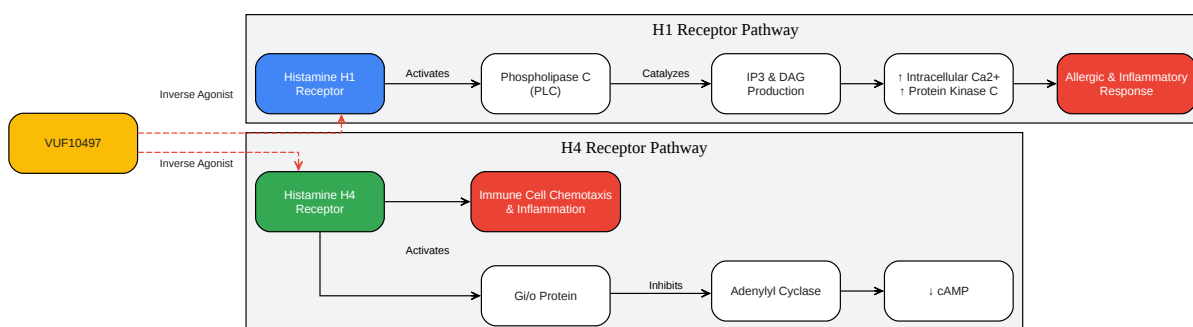 H1 Receptor Pathway
Histamine H1
Receptor
Activates
Phospholipase C
(PLC)
Catalyzes
IP3 & DAG
Production
↑ Intracellular Ca2+
↑ Protein Kinase C
Allergic & Inflammatory
Response
Inverse Agonist
VUF10497
Inverse Agonist
H4 Receptor Pathway
Histamine H4
Receptor
Immune Cell Chemotaxis
& Inflammation
Activates
Gi/o Protein
Inhibits
Adenylyl Cyclase
↓ cAMP